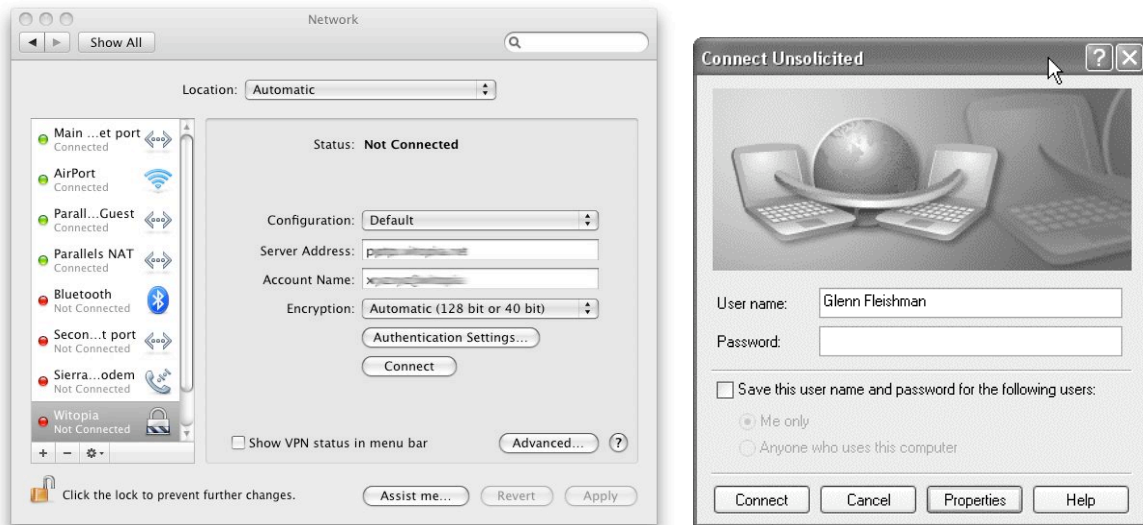 Network
Show All
Location: Automatic
Main ...et port
Connected
AirPort
Connected
Parall...Guest
Connected
Parallels NAT
Connected
Bluetooth
Not Connected
Secon...t port
Not Connected
Sierra...odem
Not Connected
Witopia
Not Connected
Status: Not Connected
Configuration: Default
Server Address:
Account Name:
Encryption: Automatic (128 bit or 40 bit)
Authentication Settings...
Connect
Show VPN status in menu bar
Advanced... ?
Click the lock to prevent further changes.
Assist me... Revert Apply
Connect Unsolicited
User name: Glenn Fleishman
Password:
Save this user name and password for the following users:
Me only
Anyone who uses this computer
Connect Cancel Properties Help